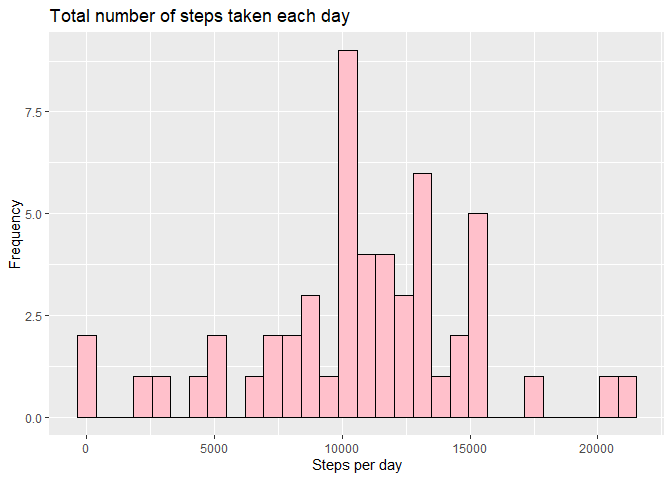 Total number of steps taken each day
7.5
5.0
2.5
0.0
Frequency
0 5000 10000 15000 20000
Steps per day